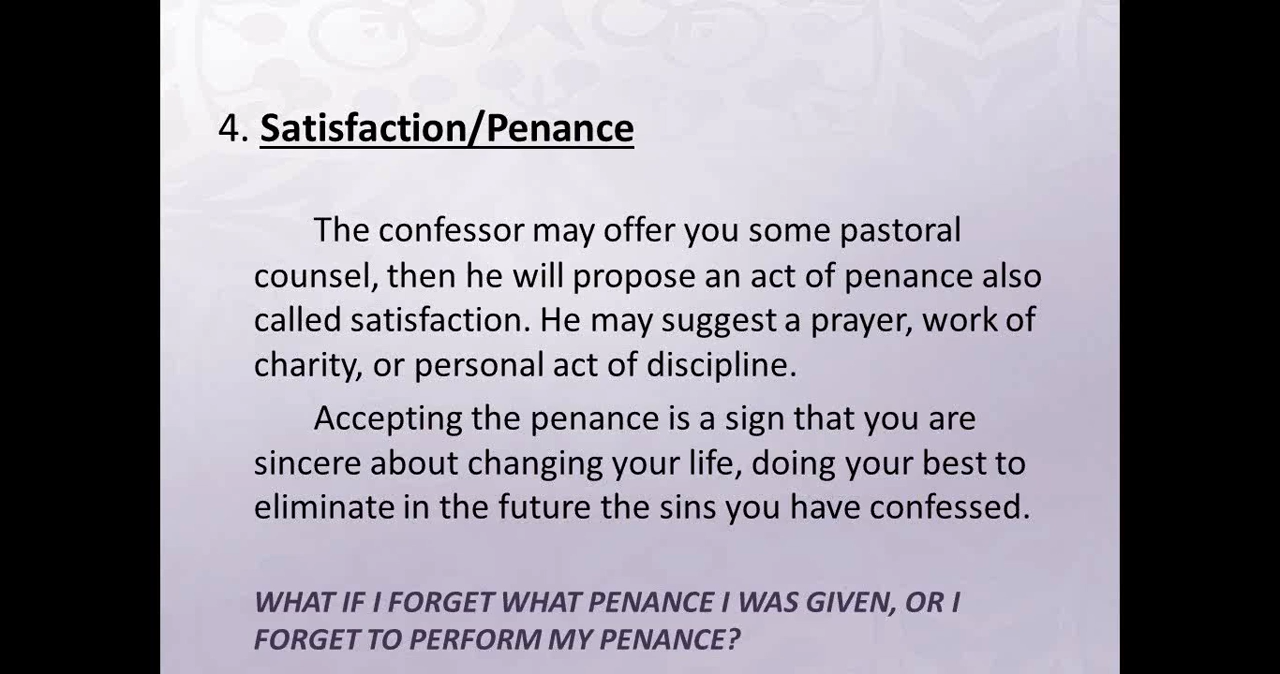 4. Satisfaction/Penance
The confessor may offer you some pastoral
counsel, then he will propose an act of penance also
called satisfaction. He may suggest a prayer, work of
charity, or personal act of discipline.
Accepting the penance is a sign that you are
sincere about changing your life, doing your best to
eliminate in the future the sins you have confessed.
WHAT IF I FORGET WHAT PENANCE I WAS GIVEN, OR I
FORGET TO PERFORM MY PENANCE?